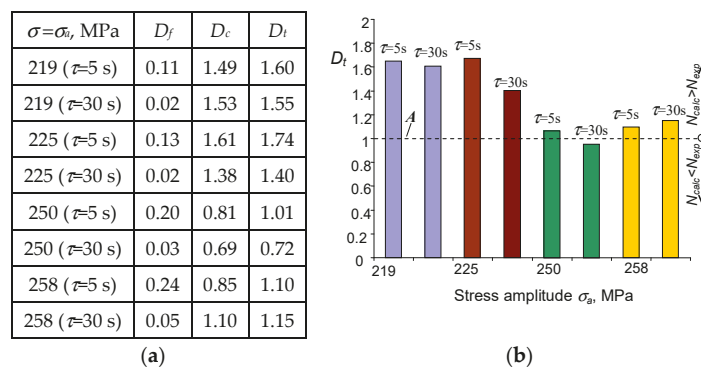 σ=σa, MPa Df Dc Dt
219 (τ=5 s) 0.11 1.49 1.60
219 (τ=30 s) 0.02 1.53 1.55
225 (τ=5 s) 0.13 1.61 1.74
225 (τ=30 s) 0.02 1.38 1.40
250 (τ=5 s) 0.20 0.81 1.01
250 (τ=30 s) 0.03 0.69 0.72
258 (τ=5 s) 0.24 0.85 1.10
258 (τ=30 s) 0.05 1.10 1.15
(a)
Dt
2
1.8
1.6
1.4
1.2
1
0.8
0.6
0.4
0.2
0
τ=5s
τ=30s
τ=5s
τ=30s
τ=5s
τ=30s
τ=5s
τ=30s
A
Ncalc<Nexp
Ncalc>Nexp
219 225 250 258
Stress amplitude σa, MPa
(b)